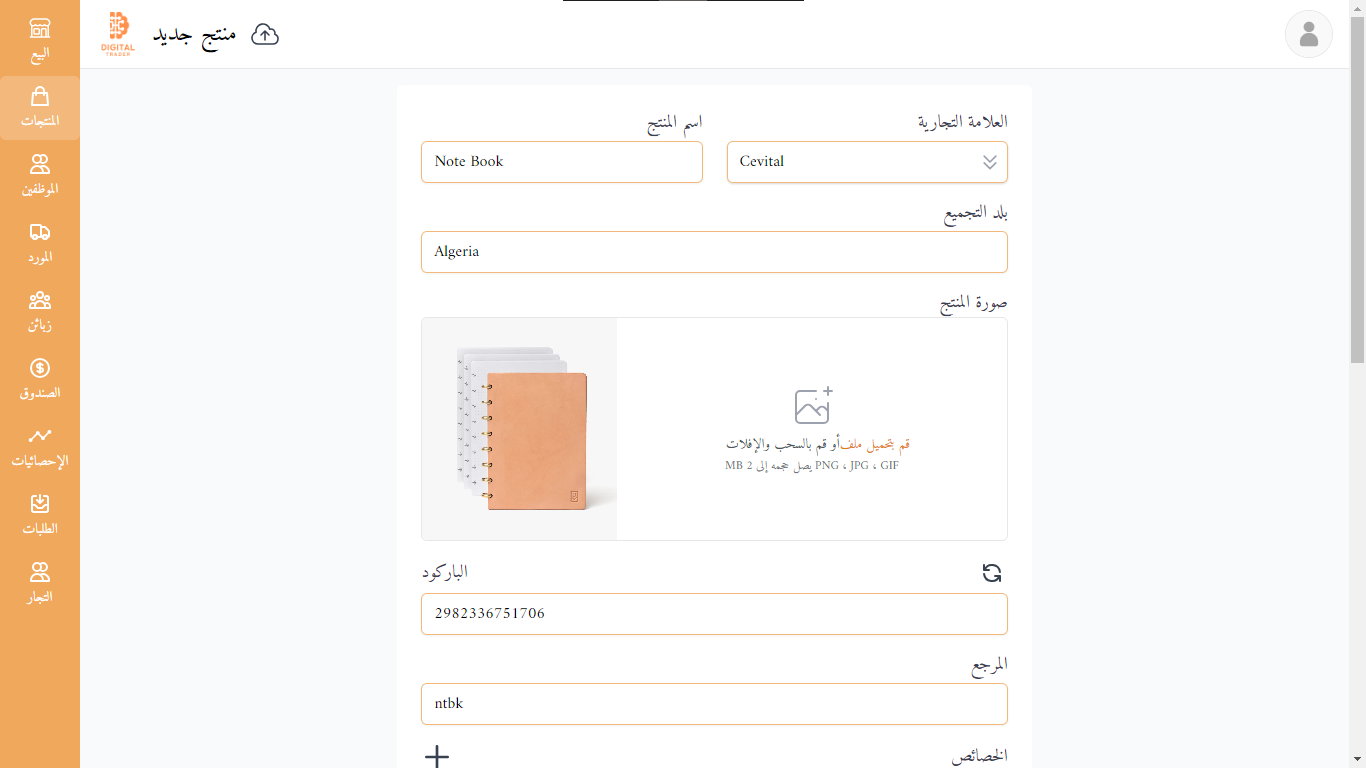 DIGITAL
TRADER
منتج جديد
البيع
المنتجات
الموظفين
المورد
زبائن
الصندوق
الإحصائيات
الطلبات
التجار
العلامة التجارية
Cevital
اسم المنتج
Note Book
بلد التجميع
Algeria
صورة المنتج
قم بتحميل ملف أو قم بالسحب والإفلات
PNG ، JPG ، GIF يصل حجمه إلى 2 MB
الباركود
2982336751706
المرجع
ntbk
الخصائص